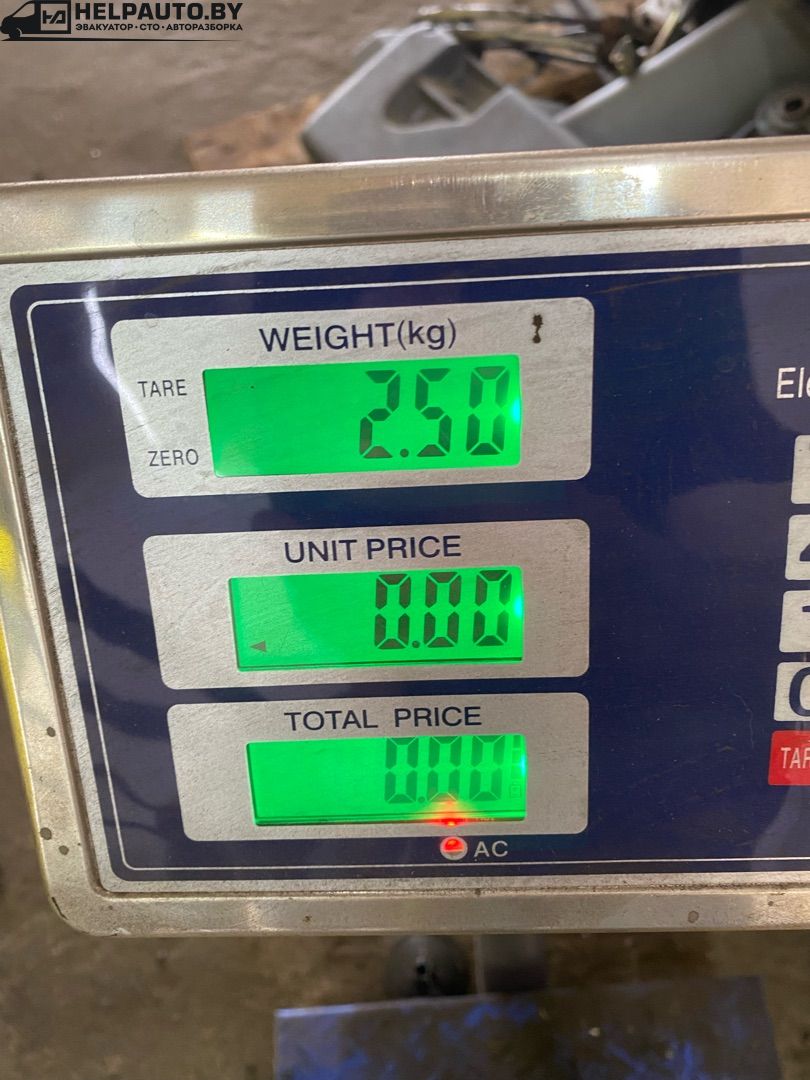 HELPAUTO.BY
ЭВАКУАТОР • СТО • АВТОРАЗБОРКА
WEIGHT(kg)
TARE
2.50
ZERO
UNIT PRICE
0.00
TOTAL PRICE
0.00
AC